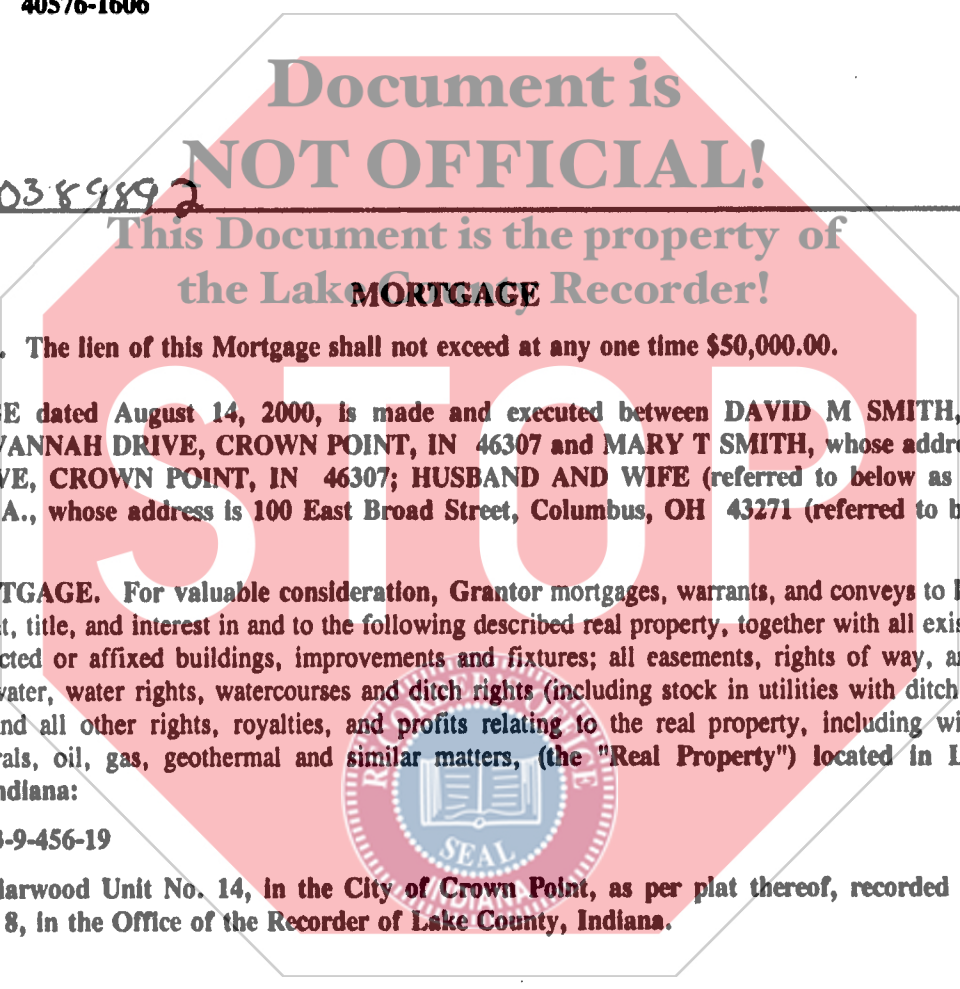 40576-1606
Document is
NOT OFFICIAL!
0389892
This Document is the property of
the Lake County Recorder!
MORTGAGE
. The lien of this Mortgage shall not exceed at any one time $50,000.00.
GE dated August 14, 2000, is made and executed between DAVID M SMITH,
VANNAH DRIVE, CROWN POINT, IN 46307 and MARY T SMITH, whose addre
VE, CROWN POINT, IN 46307; HUSBAND AND WIFE (referred to below as
A., whose address is 100 East Broad Street, Columbus, OH 43271 (referred to b
STOP
TGAGE. For valuable consideration, Grantor mortgages, warrants, and conveys to
t, title, and interest in and to the following described real property, together with all exis
cted or affixed buildings, improvements and fixtures; all easements, rights of way, a
vater, water rights, watercourses and ditch rights (including stock in utilities with ditch
nd all other rights, royalties, and profits relating to the real property, including wi
rals, oil, gas, geothermal and similar matters, (the "Real Property") located in L
ndiana:
-9-456-19
SEAL
INDIANA
larwood Unit No. 14, in the City of Crown Point, as per plat thereof, recorded
8, in the Office of the Recorder of Lake County, Indiana.